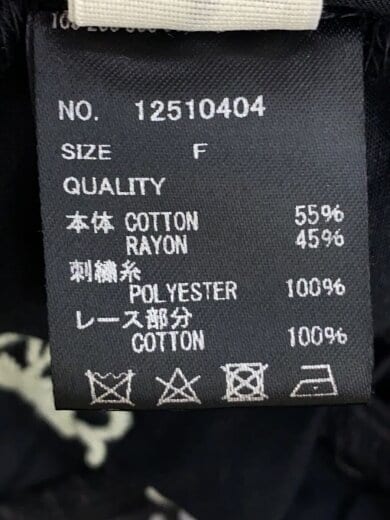 NO. 12510404
SIZE F
QUALITY
本体 COTTON 55%
RAYON 45%
刺繍糸
POLYESTER 100%
レース部分
COTTON 100%